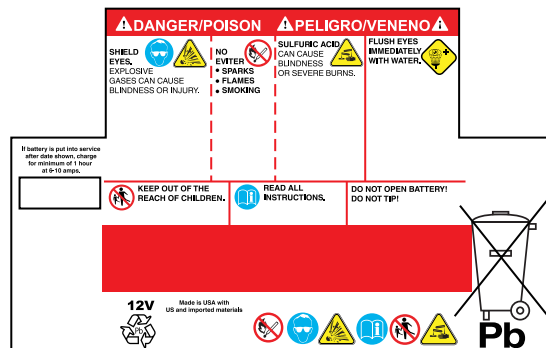 DANGER/POISON
PELIGRO/VENENO
SHIELD
EYES.
EXPLOSIVE
GASES CAN CAUSE
BLINDNESS OR INJURY.
NO
EVITER
• SPARKS
• FLAMES
• SMOKING
SULFURIC ACID
CAN CAUSE
BLINDNESS
OR SEVERE BURNS.
FLUSH EYES
IMMEDIATELY
WITH WATER.
If battery is put into service
after date shown, charge
for minimum of 1 hour
at 6-10 amps.
KEEP OUT OF THE
REACH OF CHILDREN.
READ ALL
INSTRUCTIONS.
DO NOT OPEN BATTERY!
DO NOT TIP!
12V
Pb
Made is USA with
US and imported materials
Pb